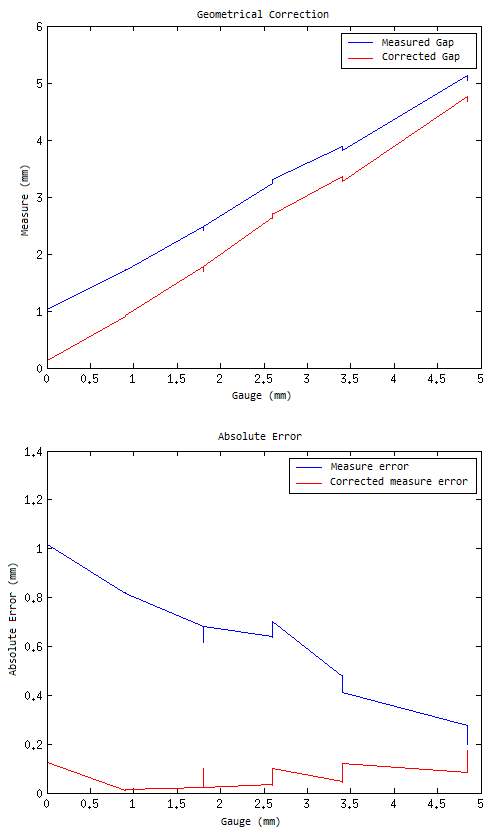 Geometrical Correction
6
Measured Gap
Corrected Gap
5
4
Measure (mm)
3
2
1
0
0 0.5 1 1.5 2 2.5 3 3.5 4 4.5 5
Gauge (mm)
Absolute Error
1.4
Measure error
Corrected measure error
1.2
1
0.8
Absolute Error (mm)
0.6
0.4
0.2
0
0 0.5 1 1.5 2 2.5 3 3.5 4 4.5 5
Gauge (mm)